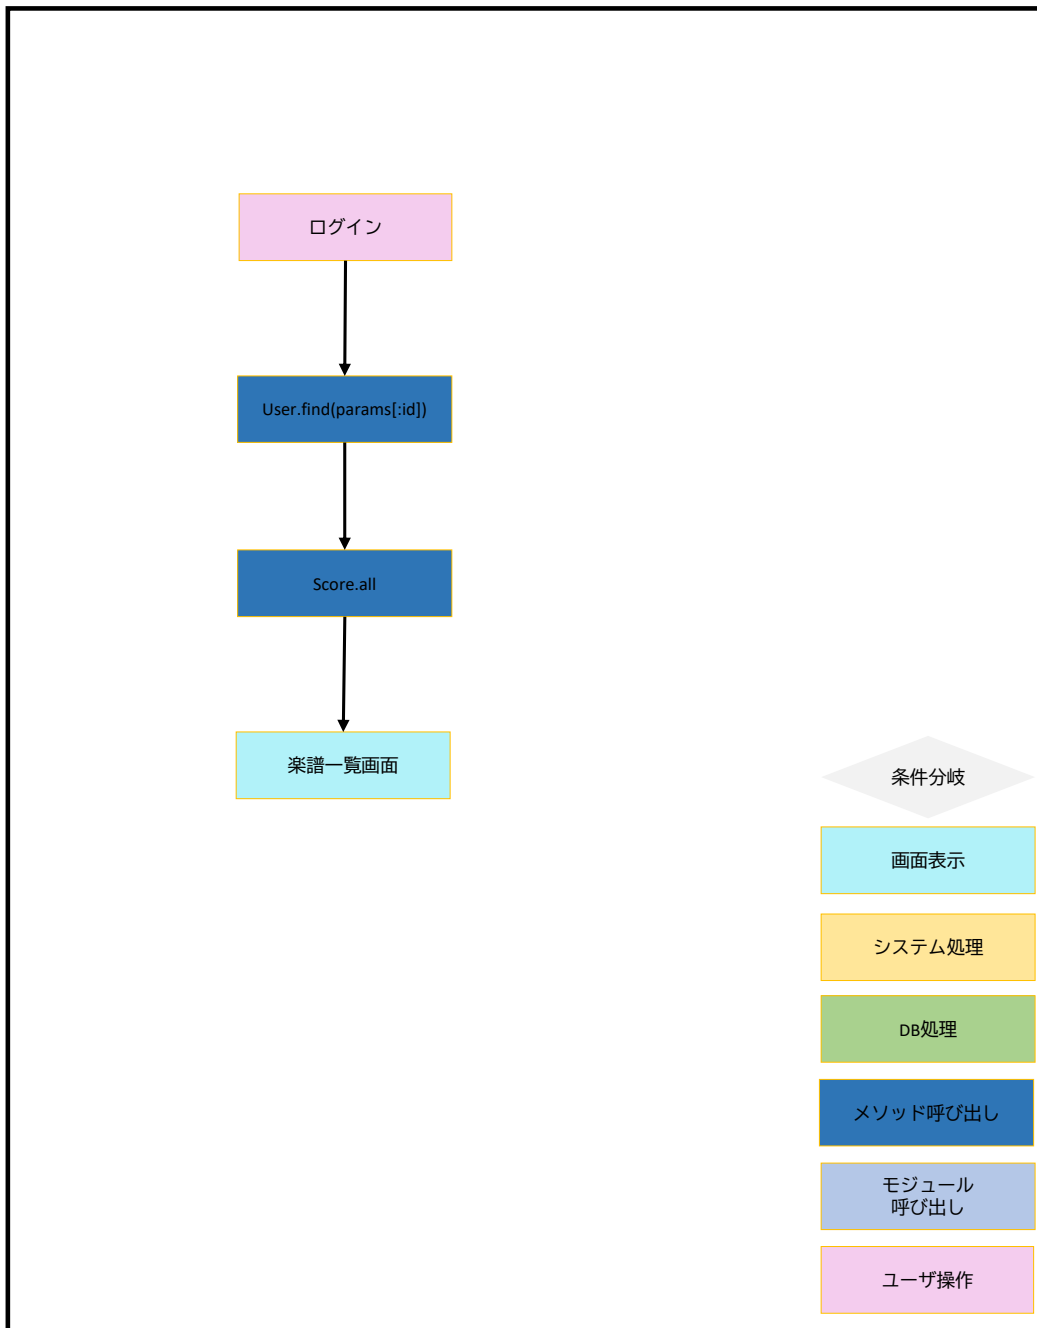 ログイン
User.find(params[:id])
Score.all
楽譜一覧画面
条件分岐
画面表示
システム処理
DB処理
メソッド呼び出し
モジュール
呼び出し
ユーザ操作